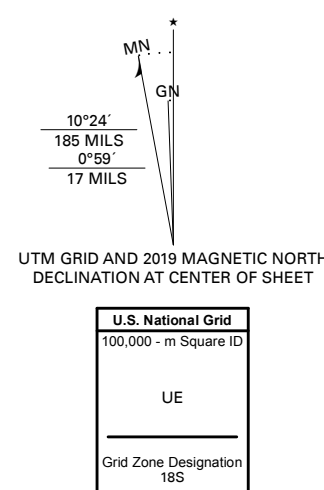 ★
MN
GN
10°24´
185 MILS
0°59´
17 MILS
UTM GRID AND 2019 MAGNETIC NORTH
DECLINATION AT CENTER OF SHEET
U.S. National Grid
100,000 - m Square ID
UE
Grid Zone Designation
18S